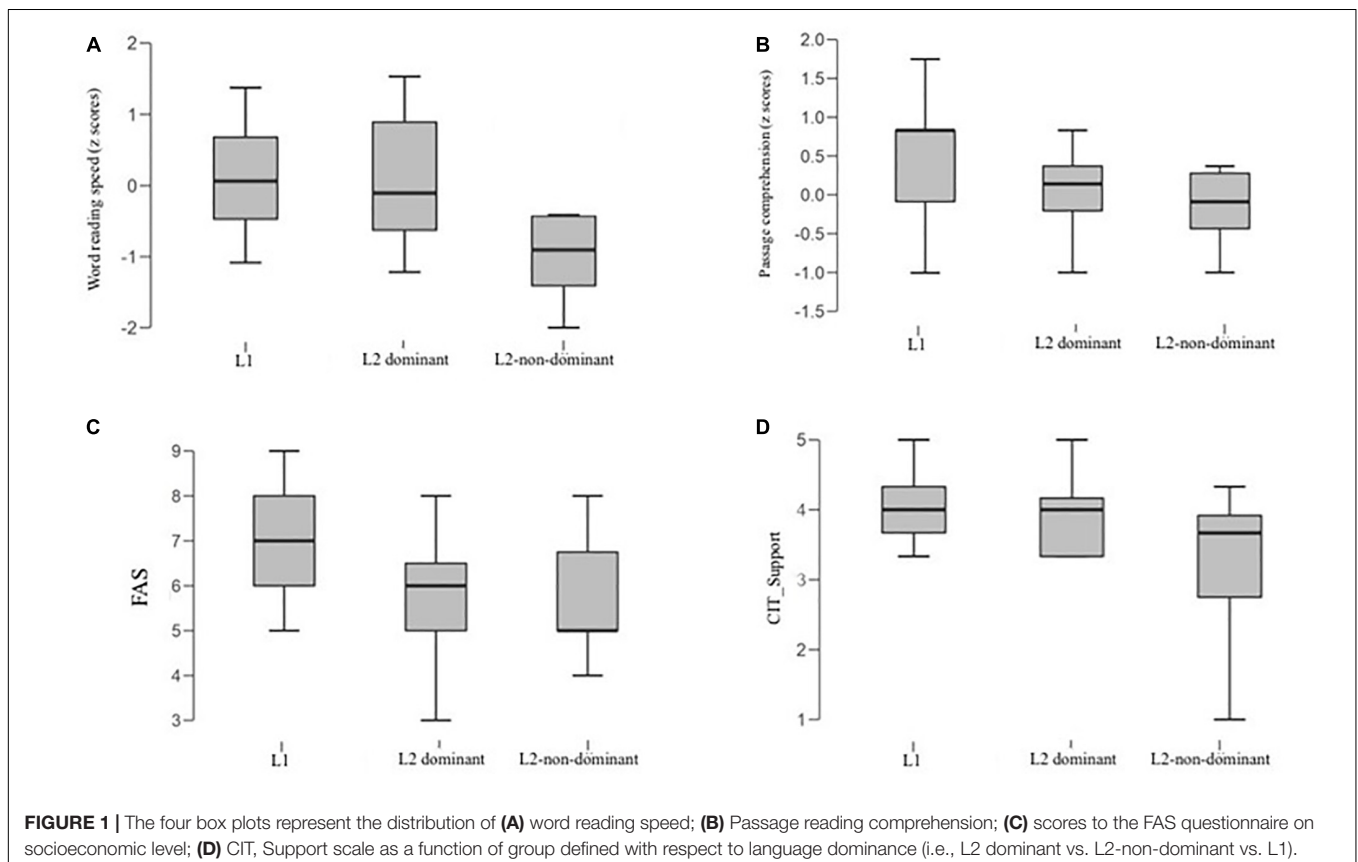 A
Word reading speed (z scores)
2
1
0
-1
-2
L1
L2 dominant
L2-non-dominant
B
Passage comprehension (z scores)
2.0
1.5
1.0
0.5
0.0
-0.5
-1.0
-1.5
L1
L2 dominant
L2-non-dominant
C
FAS
9
8
7
6
5
4
3
L1
L2 dominant
L2-non-dominant
D
CIT_Support
5
4
3
2
1
L1
L2 dominant
L2-non-dominant
FIGURE 1 | The four box plots represent the distribution of (A) word reading speed; (B) Passage reading comprehension; (C) scores to the FAS questionnaire on
socioeconomic level; (D) CIT, Support scale as a function of group defined with respect to language dominance (i.e., L2 dominant vs. L2-non-dominant vs. L1).